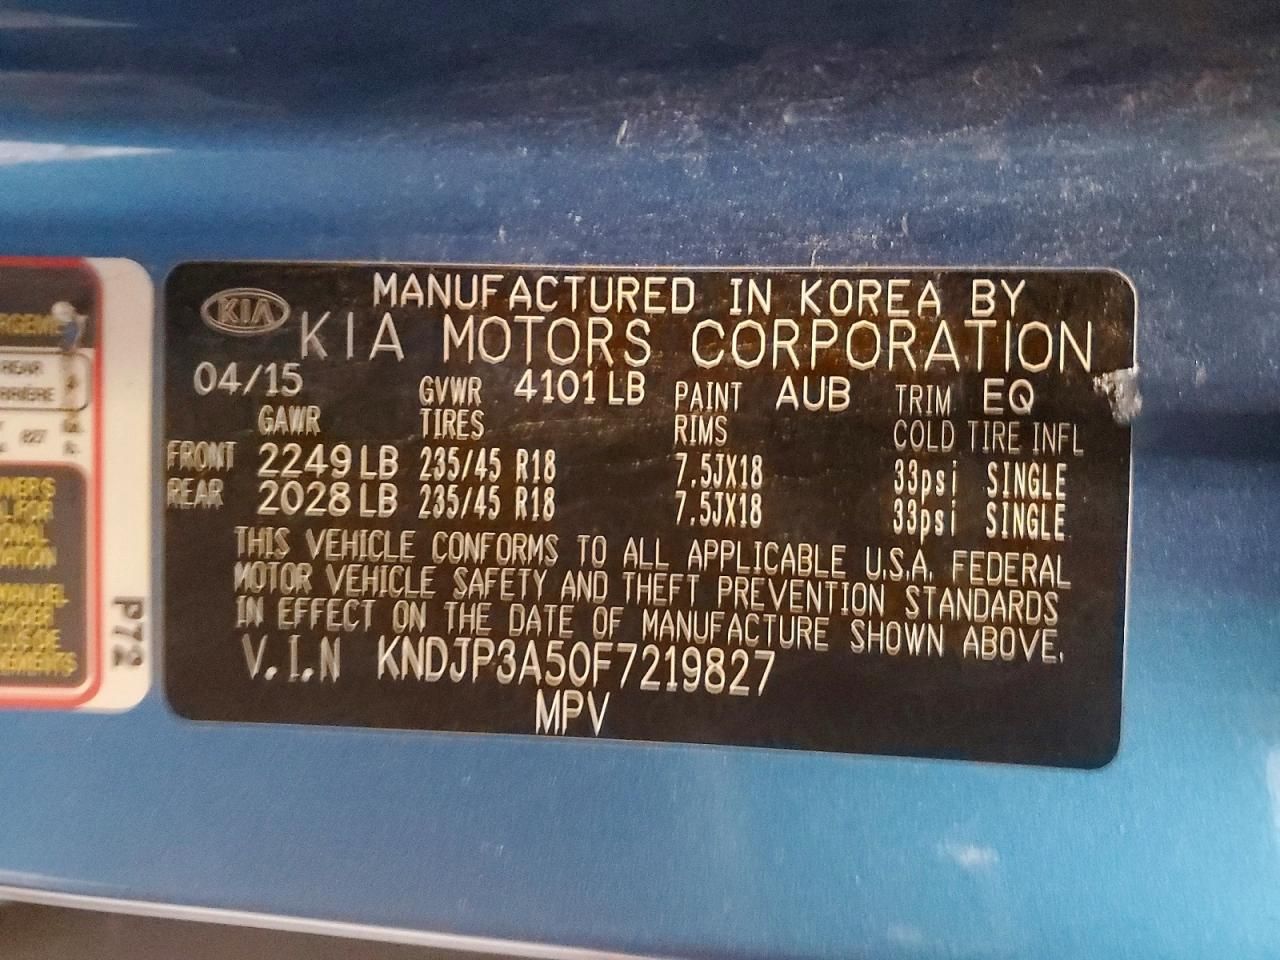 KIA
MANUFACTURED IN KOREA BY
KIA MOTORS CORPORATION
04/15 GVWR 4101 LB PAINT AUB TRIM EQ
GAWR TIRES RIMS COLD TIRE INFL
FRONT 2249 LB 235/45 R18 7.5JX18 33psi SINGLE
REAR 2028 LB 235/45 R18 7.5JX18 33psi SINGLE
THIS VEHICLE CONFORMS TO ALL APPLICABLE U.S.A. FEDERAL
MOTOR VEHICLE SAFETY AND THEFT PREVENTION STANDARDS
IN EFFECT ON THE DATE OF MANUFACTURE SHOWN ABOVE.
V.I.N KNDJP3A50F7219827
MPV
REAR
827
MANUEL
P72